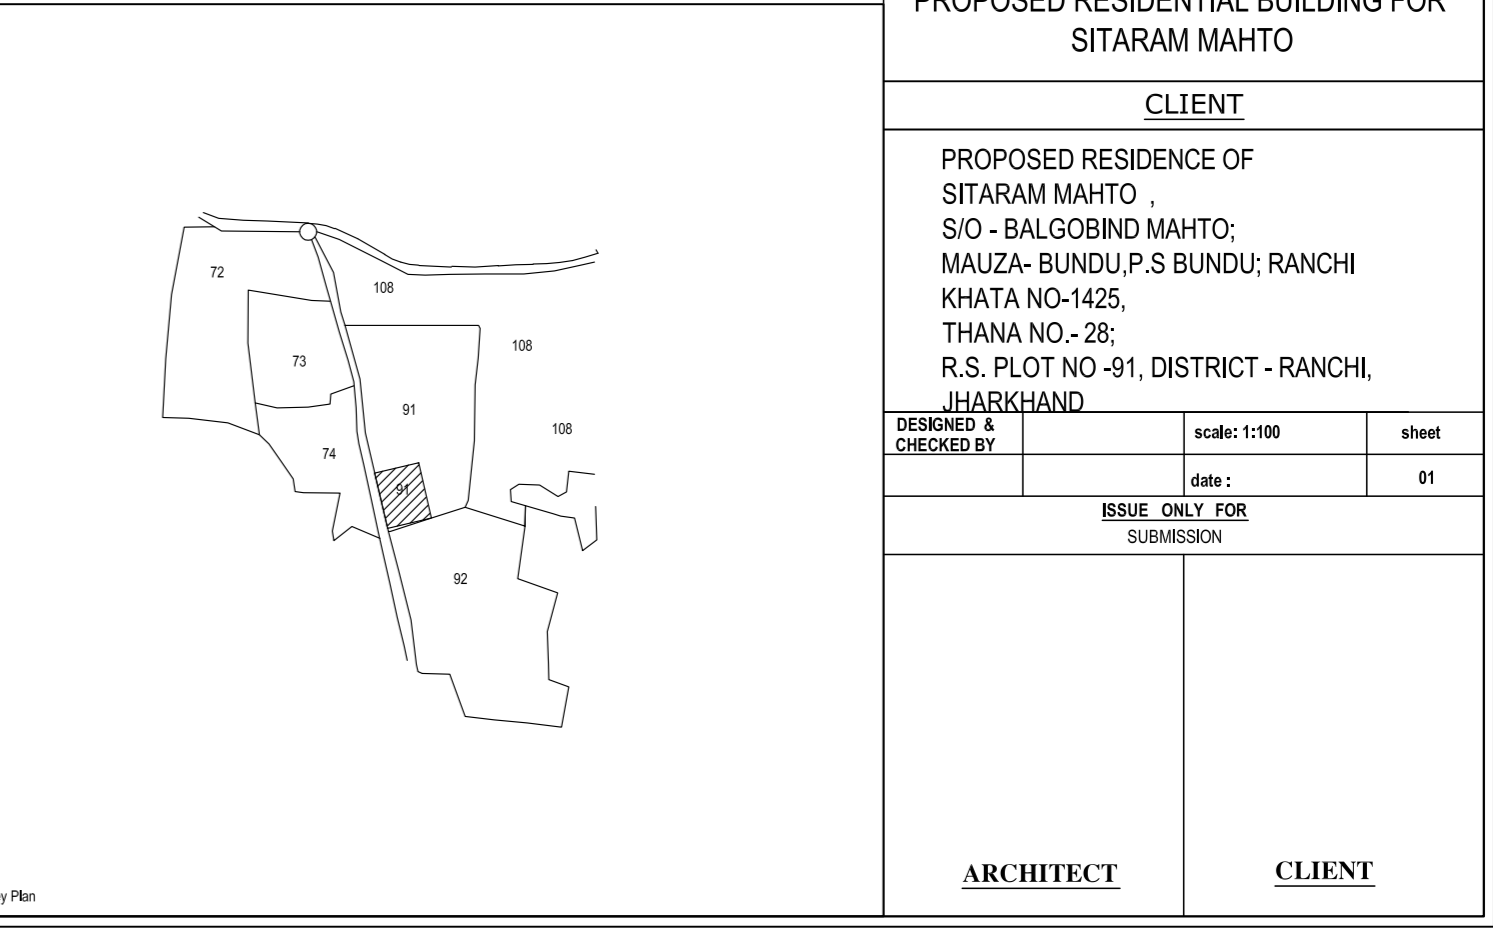 72
108
108
73
91
108
74
91
92
y Plan
PROPOSED RESIDENTIAL BUILDING FOR
SITARAM MAHTO
CLIENT
PROPOSED RESIDENCE OF
SITARAM MAHTO ,
S/O - BALGOBIND MAHTO;
MAUZA- BUNDU,P.S BUNDU; RANCHI
KHATA NO-1425,
THANA NO.- 28;
R.S. PLOT NO -91, DISTRICT - RANCHI,
JHARKHAND
DESIGNED &
CHECKED BY
scale: 1:100
sheet
date :
01
ISSUE ONLY FOR
SUBMISSION
ARCHITECT
CLIENT